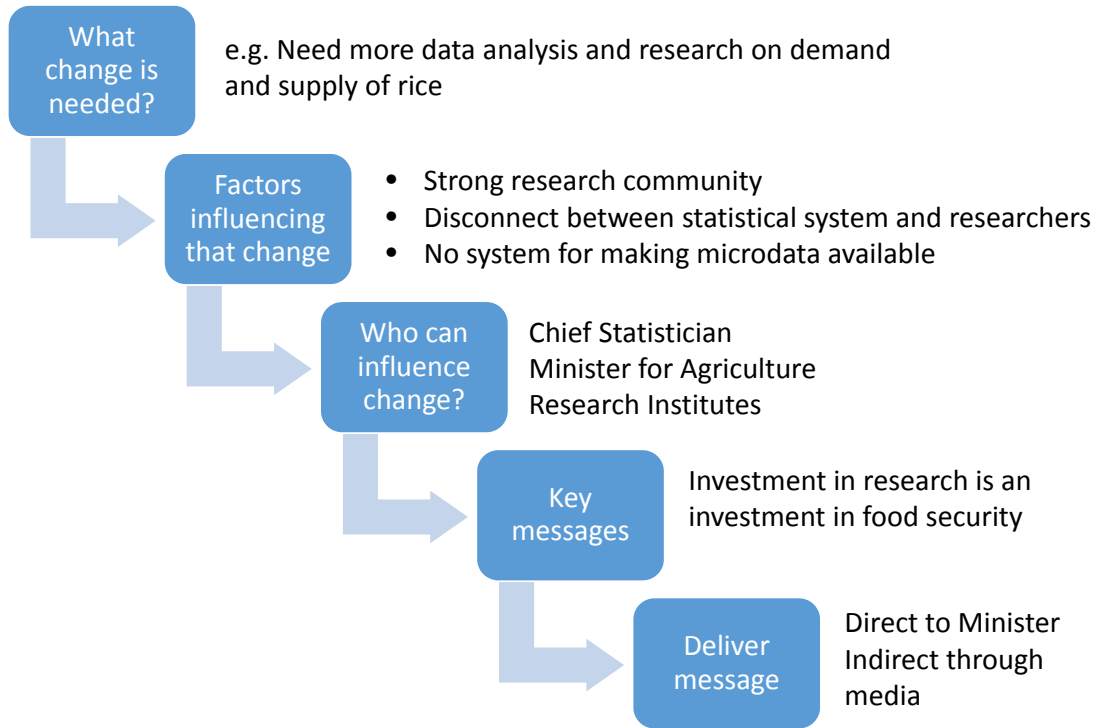 What
change is
needed?
e.g. Need more data analysis and research on demand
and supply of rice
Factors
influencing
that change
• Strong research community
• Disconnect between statistical system and researchers
• No system for making microdata available
Who can
influence
change?
Chief Statistician
Minister for Agriculture
Research Institutes
Key
messages
Investment in research is an
investment in food security
Deliver
message
Direct to Minister
Indirect through
media